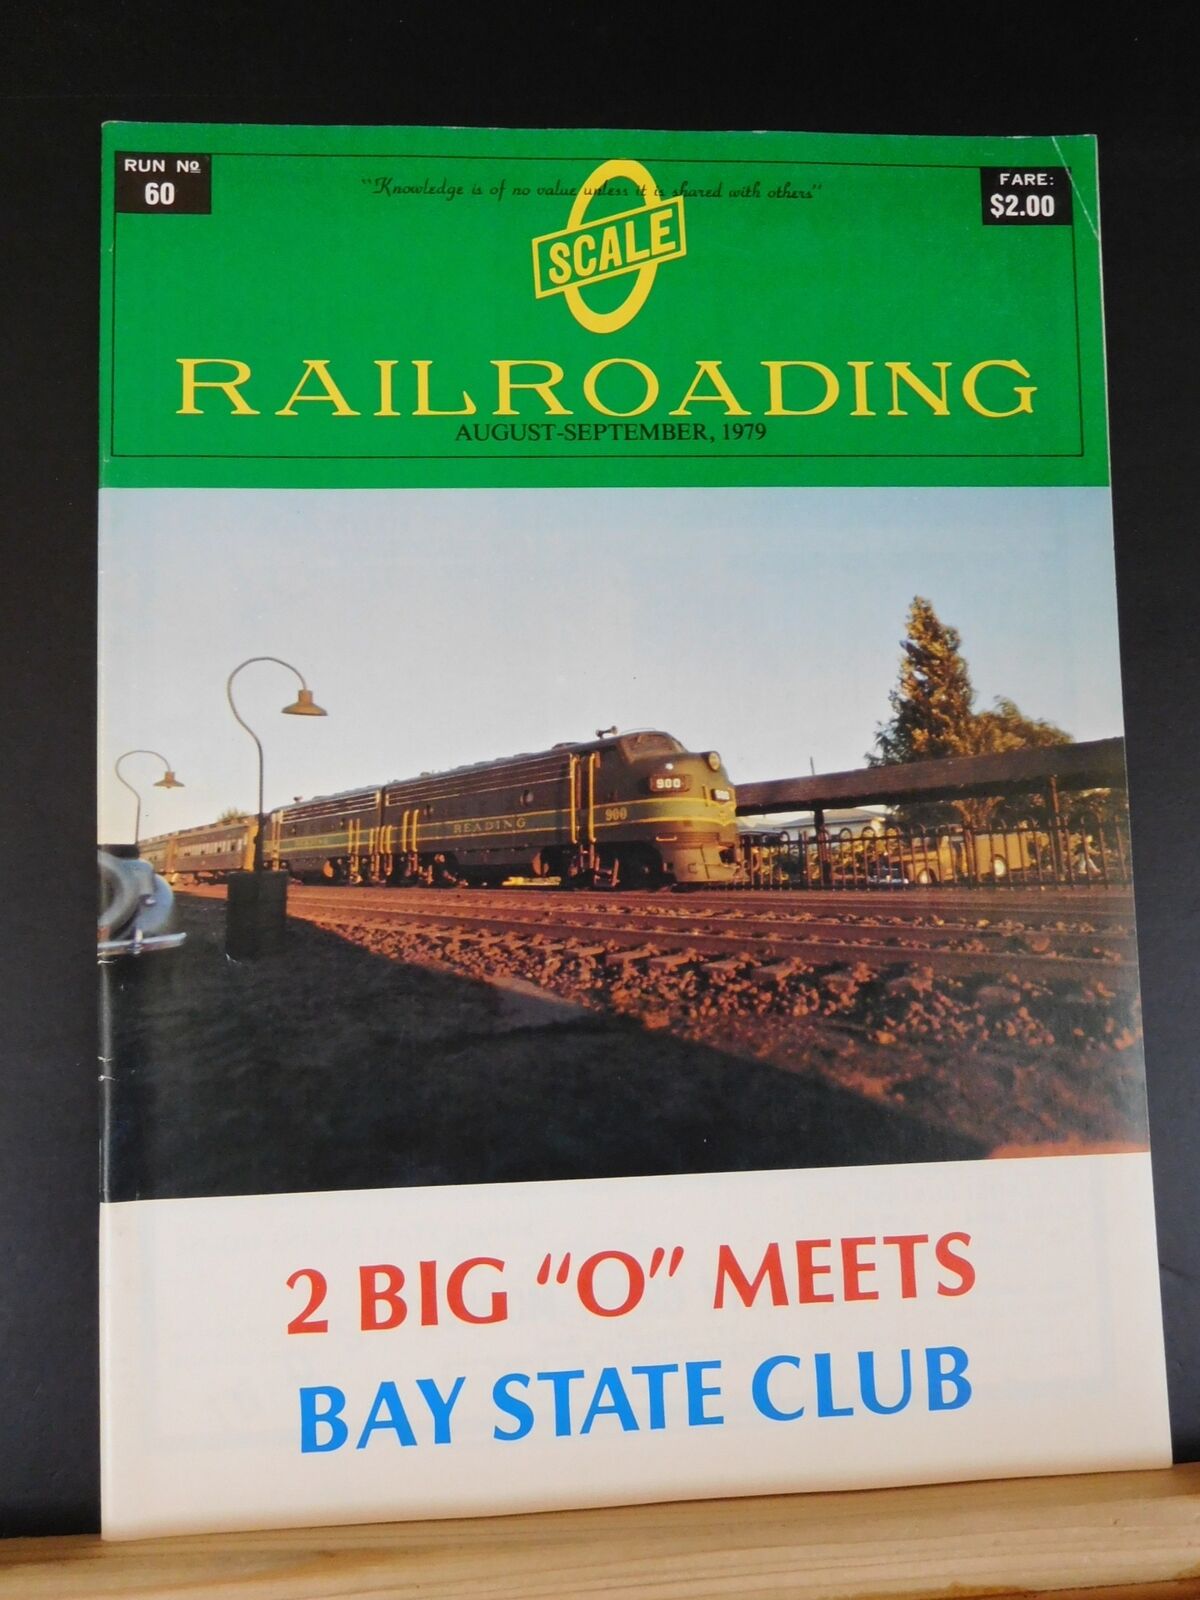 RUN Nº
60
"Knowledge is of no value unless it is shared with others"
FARE:
$2.00
O
SCALE
RAILROADING
AUGUST-SEPTEMBER, 1979
900
READING
900
2 BIG "O" MEETS
BAY STATE CLUB